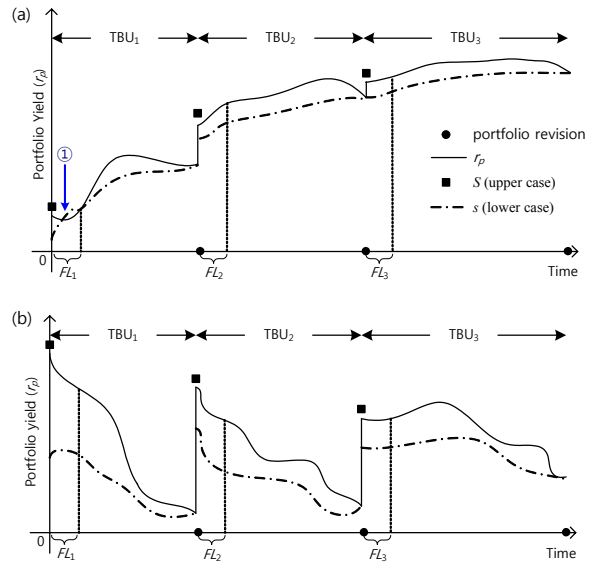 (a)
TBU₁ TBU₂ TBU₃
Portfolio Yield (rₚ)
①
portfolio revision
rₚ
S (upper case)
s (lower case)
0
FL₁ FL₂ FL₃ Time
(b)
TBU₁ TBU₂ TBU₃
Portfolio yield (rₚ)
0
FL₁ FL₂ FL₃ Time